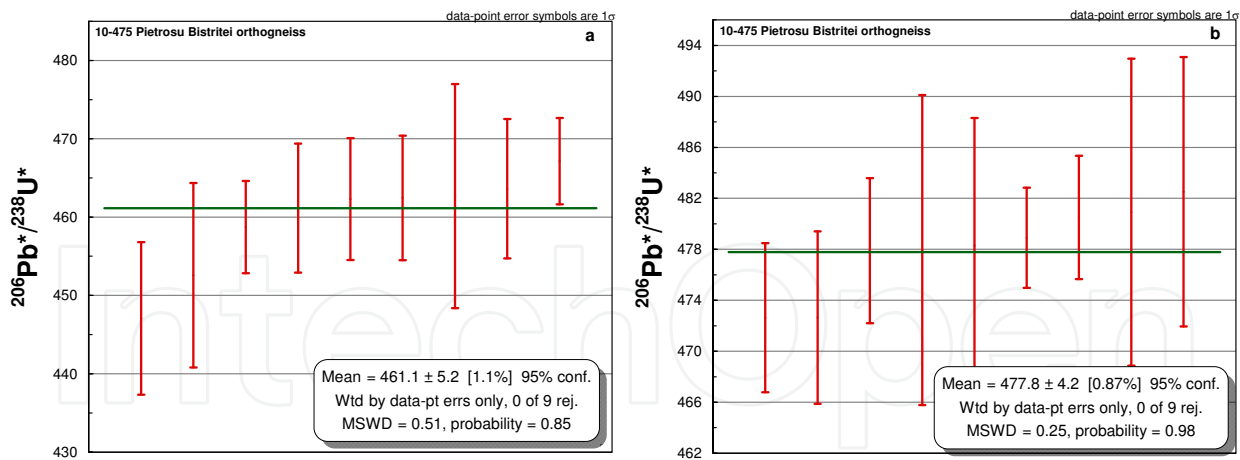 data-point error symbols are 1σ
10-475 Pietrosu Bistritei orthogneiss
a
480
470
460
450
440
430
206Pb*/238U*
Mean = 461.1 ± 5.2 [1.1%] 95% conf.
Wtd by data-pt errs only, 0 of 9 rej.
MSWD = 0.51, probability = 0.85
data-point error symbols are 1σ
10-475 Pietrosu Bistritei orthogneiss
b
494
490
486
482
478
474
470
466
462
206Pb*/238U*
Mean = 477.8 ± 4.2 [0.87%] 95% conf.
Wtd by data-pt errs only, 0 of 9 rej.
MSWD = 0.25, probability = 0.98
IntechOpen